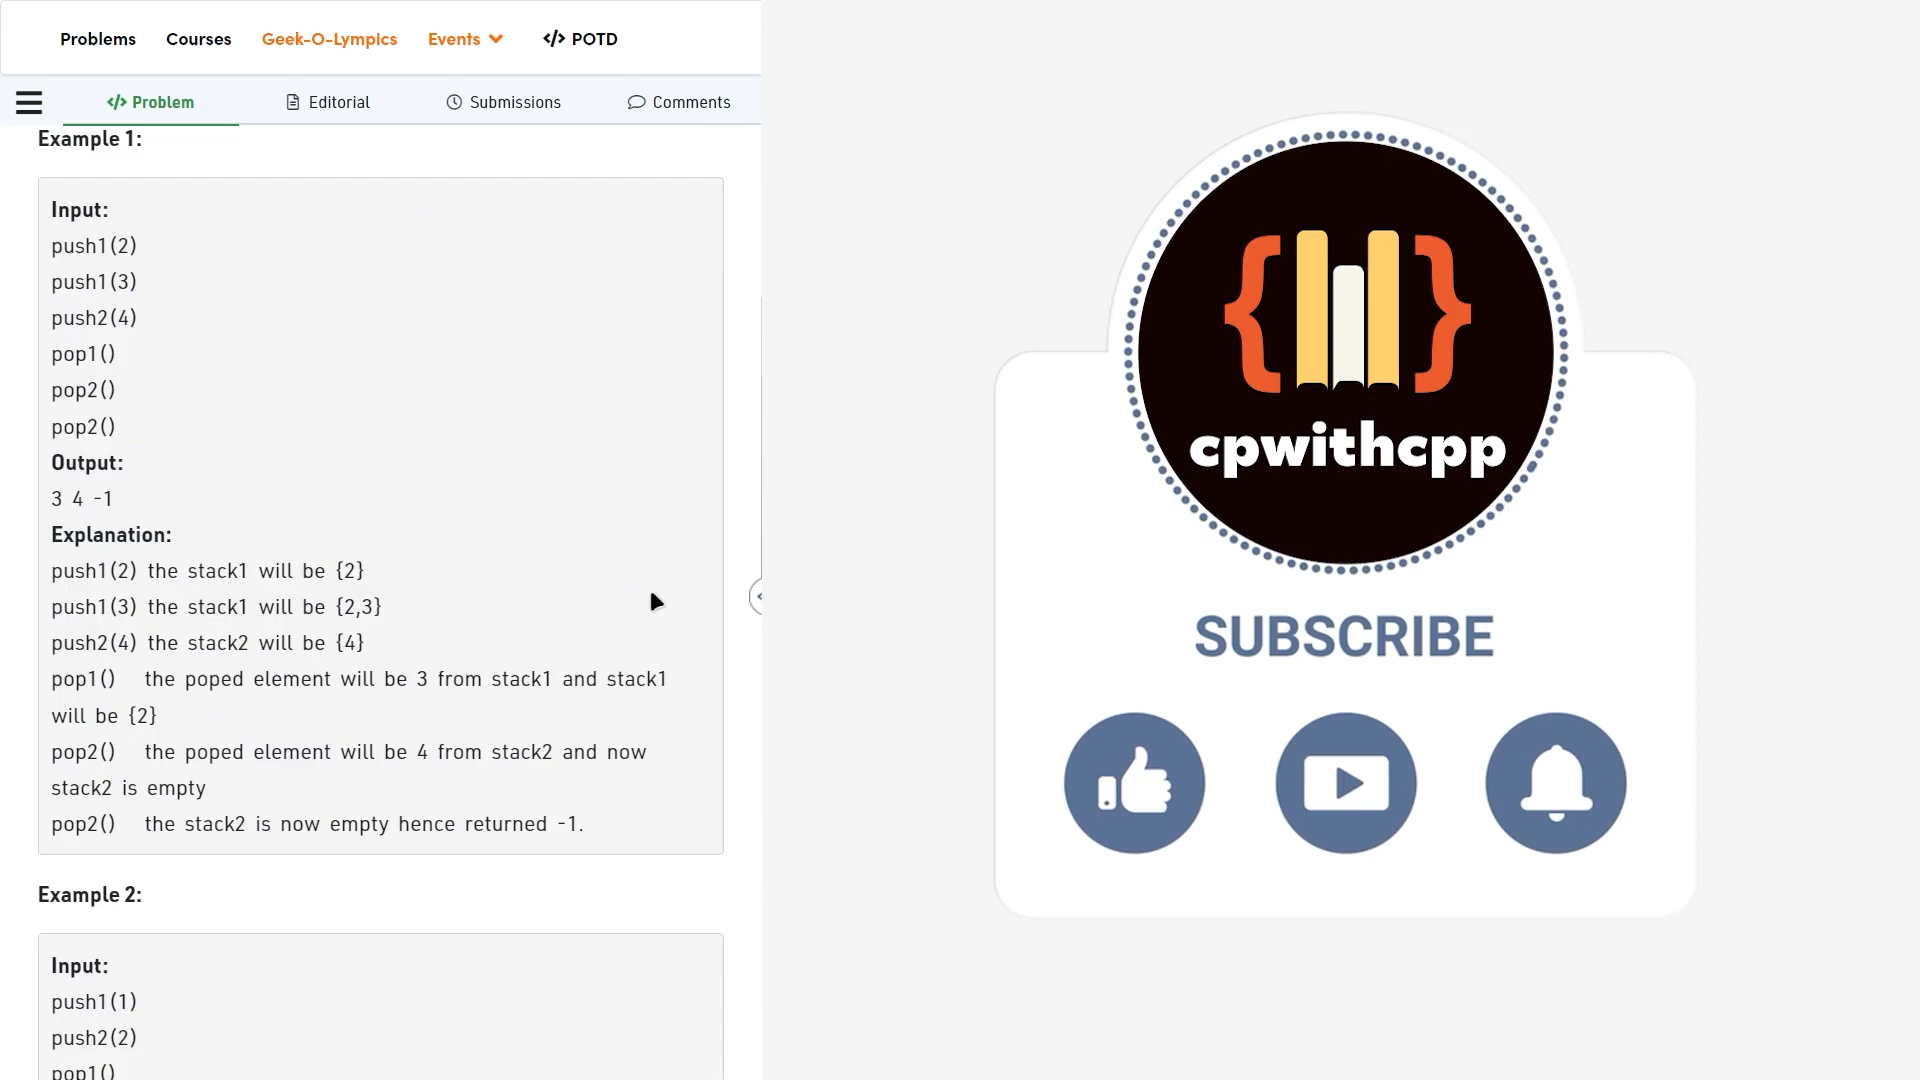 Problems Courses Geek-O-Lympics Events </> POTD
</> Problem Editorial Submissions Comments
Example 1:
Input:
push1(2)
push1(3)
push2(4)
pop1()
pop2()
pop2()
Output:
3 4 -1
Explanation:
push1(2) the stack1 will be {2}
push1(3) the stack1 will be {2,3}
push2(4) the stack2 will be {4}
pop1() the poped element will be 3 from stack1 and stack1
will be {2}
pop2() the poped element will be 4 from stack2 and now
stack2 is empty
pop2() the stack2 is now empty hence returned -1.
Example 2:
Input:
push1(1)
push2(2)
pop1()
cpwithcpp
SUBSCRIBE